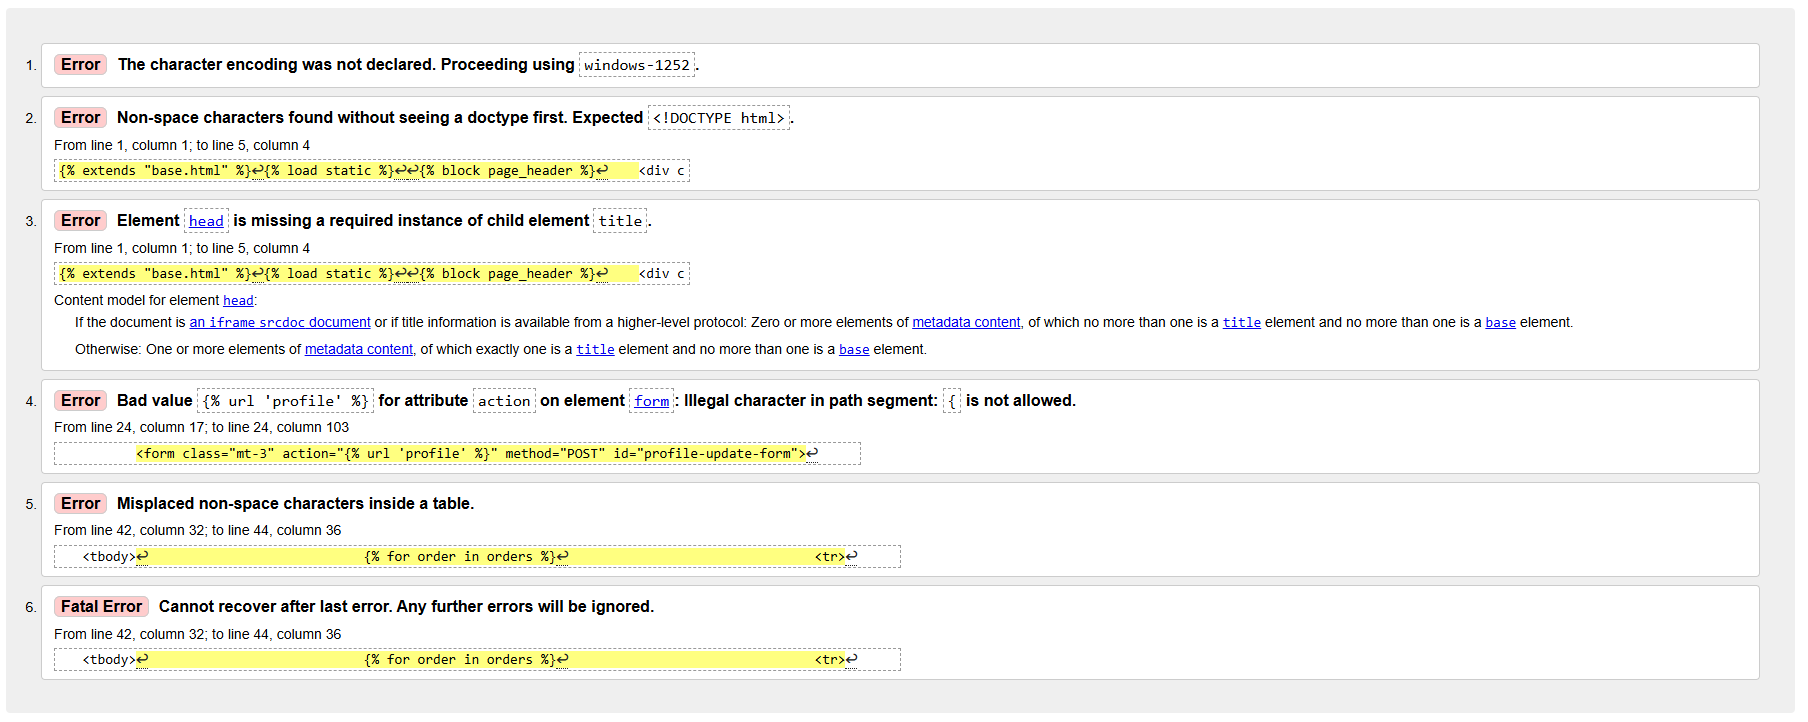 1. Error The character encoding was not declared. Proceeding using windows-1252.
2. Error Non-space characters found without seeing a doctype first. Expected <!DOCTYPE html>.
From line 1, column 1; to line 5, column 4
{% extends "base.html" %}↩{% load static %}↩↩{% block page_header %}↩    <div c
3. Error Element head is missing a required instance of child element title.
From line 1, column 1; to line 5, column 4
{% extends "base.html" %}↩{% load static %}↩↩{% block page_header %}↩    <div c
Content model for element head:
If the document is an iframe srcdoc document or if title information is available from a higher-level protocol: Zero or more elements of metadata content, of which no more than one is a title element and no more than one is a base element.
Otherwise: One or more elements of metadata content, of which exactly one is a title element and no more than one is a base element.
4. Error Bad value {% url 'profile' %} for attribute action on element form: Illegal character in path segment: { is not allowed.
From line 24, column 17; to line 24, column 103
<form class="mt-3" action="{% url 'profile' %}" method="POST" id="profile-update-form">↩
5. Error Misplaced non-space characters inside a table.
From line 42, column 32; to line 44, column 36
<tbody>↩ {% for order in orders %}↩ <tr>↩
6. Fatal Error Cannot recover after last error. Any further errors will be ignored.
From line 42, column 32; to line 44, column 36
<tbody>↩ {% for order in orders %}↩ <tr>↩